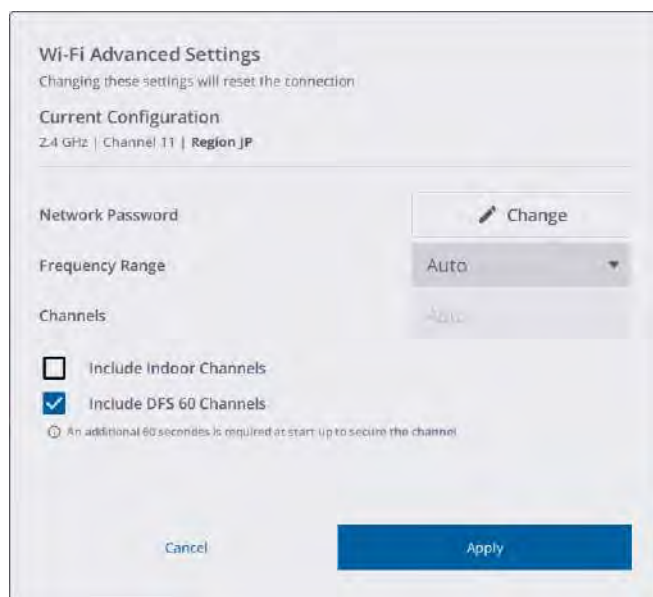 Wi-Fi Advanced Settings
Changing these settings will reset the connection
Current Configuration
2.4 GHz | Channel 11 | Region JP
Network Password
Change
Frequency Range
Auto
Channels
Auto
Include Indoor Channels
Include DFS 60 Channels
An additional 60 secondes is required at start up to secure the channel
Cancel
Apply